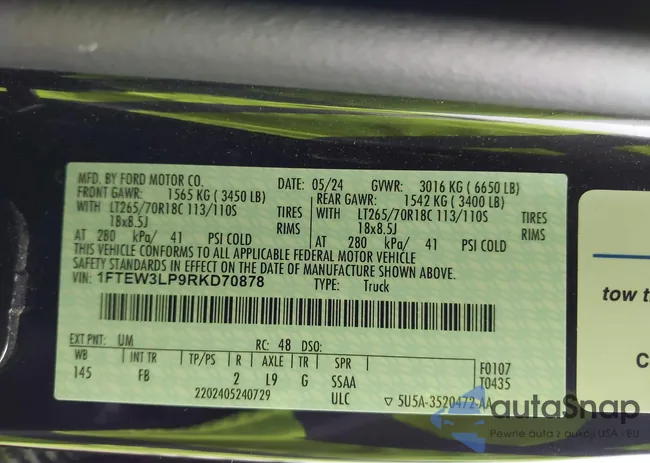 MFD. BY FORD MOTOR CO. DATE: 05/24 GVWR: 3016 KG ( 6650 LB)
FRONT GAWR: 1565 KG ( 3450 LB) REAR GAWR: 1542 KG ( 3400 LB)
WITH LT265/70R18C 113/110S TIRES WITH LT265/70R18C 113/110S TIRES
18x8.5J RIMS 18x8.5J RIMS
AT 280 kPa/ 41 PSI COLD AT 280 kPa/ 41 PSI COLD
THIS VEHICLE CONFORMS TO ALL APPLICABLE FEDERAL MOTOR VEHICLE
SAFETY STANDARDS IN EFFECT ON THE DATE OF MANUFACTURE SHOWN ABOVE.
VIN: 1FTEW3LP9RKD70878 TYPE: Truck
EXT PNT: UM RC: 48 DSO:
WB INT TR TP/PS R AXLE TR SPR F0107
145 FB 2 L9 G SSAA T0435
2202405240729 ULC ▽ 5U5A-3520472-AA
tow
C
autaSnap
Pewne auta z aukcji USA - EU